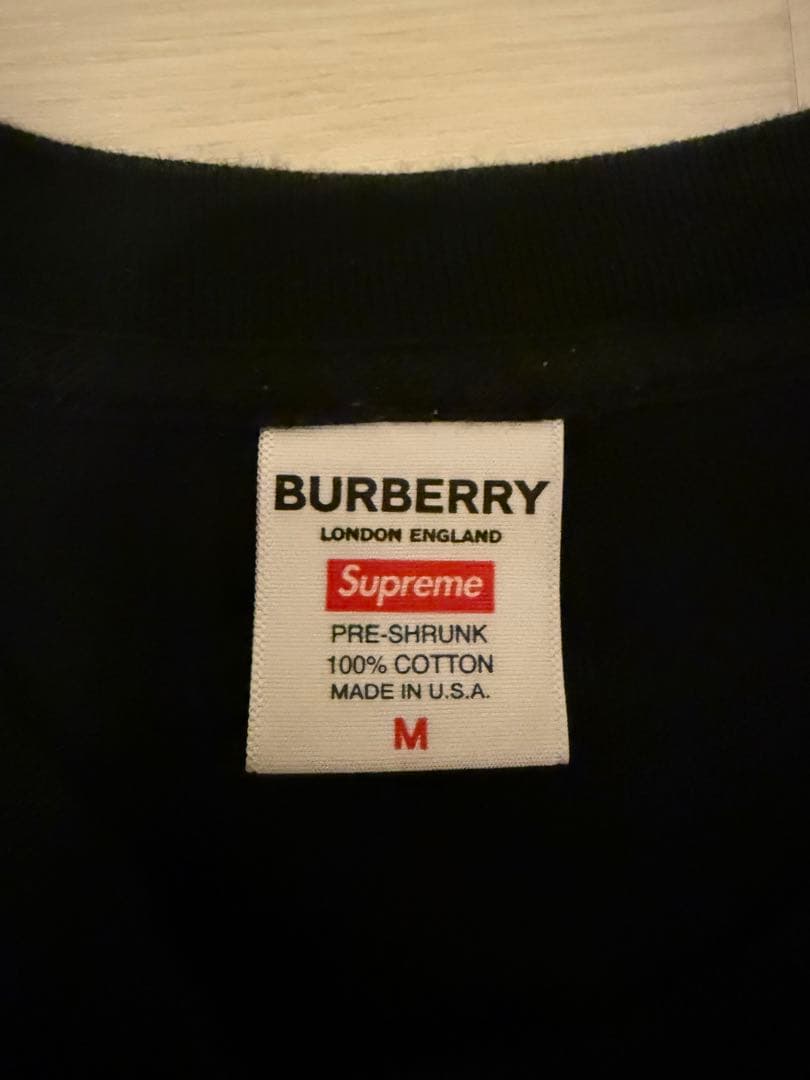 BURBERRY
LONDON ENGLAND
Supreme
PRE-SHRUNK
100% COTTON
MADE IN U.S.A.
M